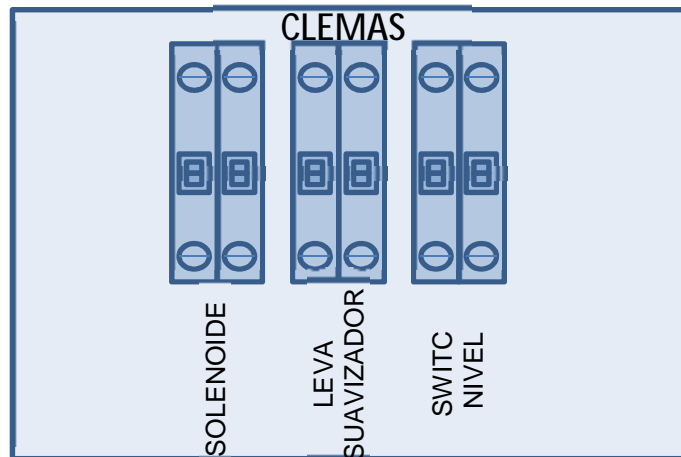 CLEMAS
SOLENOIDE
LEVA
SUAVIZADOR
SWITC
NIVEL